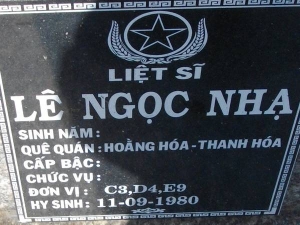 LIỆT SĨ
LÊ NGỌC NHẠ
SINH NĂM :
QUÊ QUÁN : HOẰNG HÓA - THANH HÓA
CẤP BẬC :
CHỨC VỤ :
ĐƠN VỊ : C3,D4,E9
HY SINH : 11-09-1980